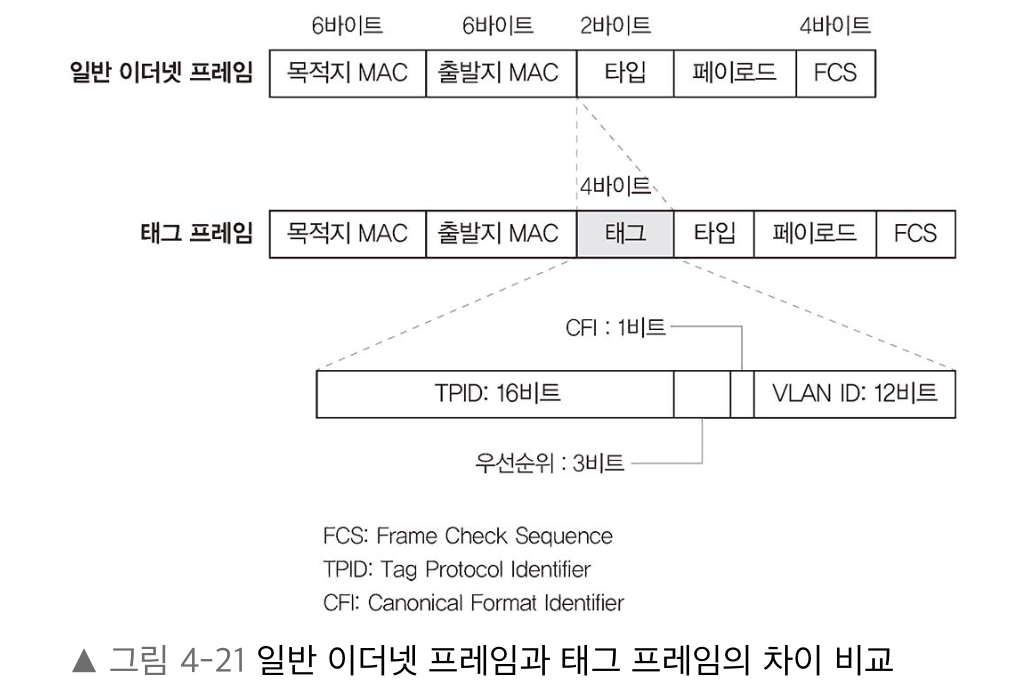 6바이트 6바이트 2바이트 4바이트
일반 이더넷 프레임 목적지 MAC 출발지 MAC 타입 페이로드 FCS
4바이트
태그 프레임 목적지 MAC 출발지 MAC 태그 타입 페이로드 FCS
CFI : 1비트
TPID: 16비트 VLAN ID: 12비트
우선순위 : 3비트
FCS: Frame Check Sequence
TPID: Tag Protocol Identifier
CFI: Canonical Format Identifier
▲ 그림 4-21 일반 이더넷 프레임과 태그 프레임의 차이 비교